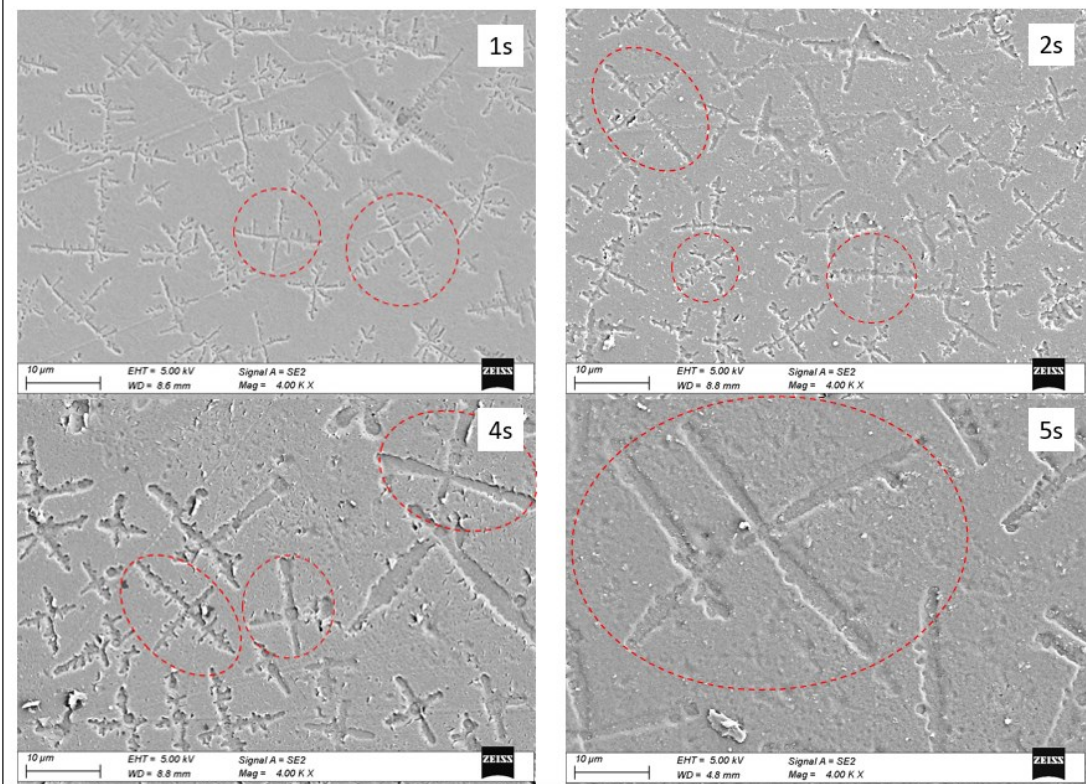 1s
10 µm
EHT = 5.00 kV
Signal A = SE2
WD = 8.6 mm
Mag = 4.00 K X
ZEISS
2s
10 µm
EHT = 5.00 kV
Signal A = SE2
WD = 8.8 mm
Mag = 4.00 K X
ZEISS
4s
10 µm
EHT = 5.00 kV
Signal A = SE2
WD = 8.8 mm
Mag = 4.00 K X
ZEISS
5s
10 µm
EHT = 5.00 kV
Signal A = SE2
WD = 4.8 mm
Mag = 4.00 K X
ZEISS